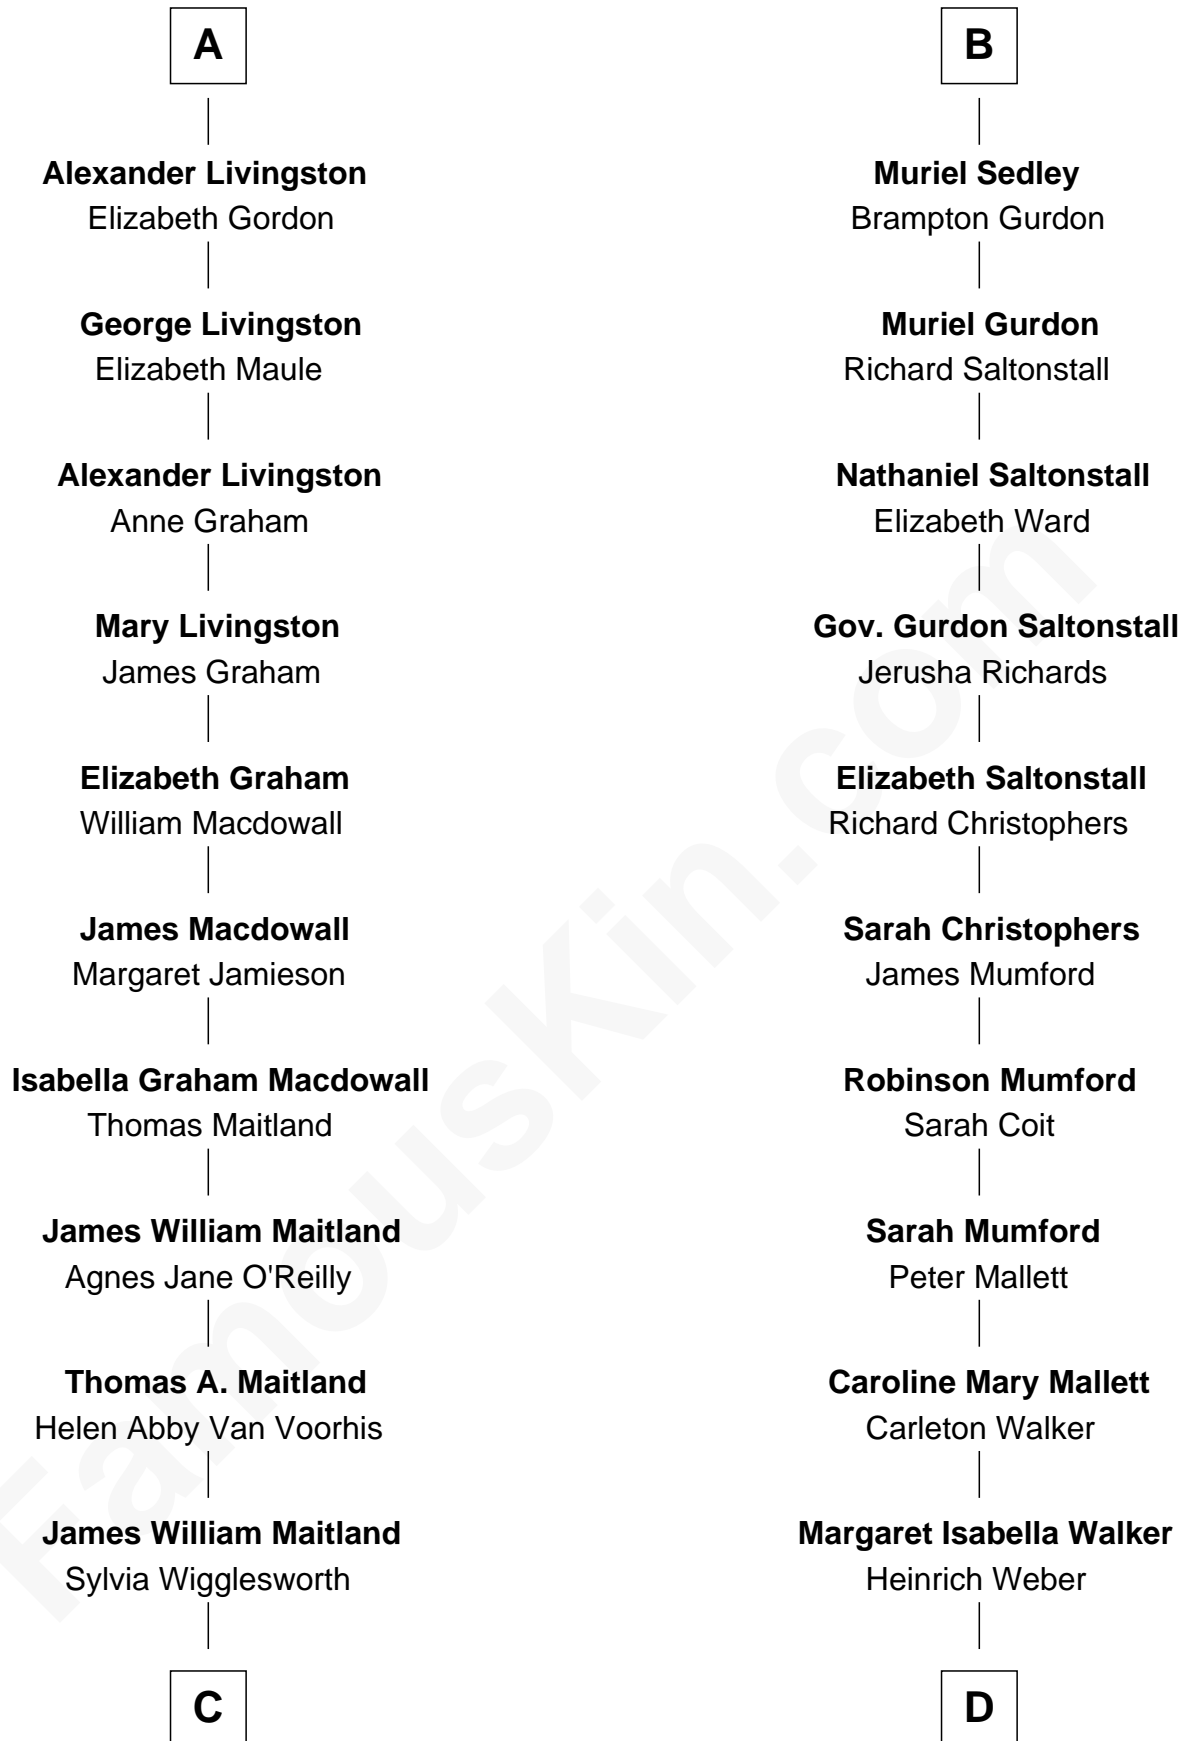 A
Alexander Livingston
Elizabeth Gordon
George Livingston
Elizabeth Maule
Alexander Livingston
Anne Graham
Mary Livingston
James Graham
Elizabeth Graham
William Macdowall
James Macdowall
Margaret Jamieson
Isabella Graham Macdowall
Thomas Maitland
James William Maitland
Agnes Jane O'Reilly
Thomas A. Maitland
Helen Abby Van Voorhis
James William Maitland
Sylvia Wigglesworth
C
B
Muriel Sedley
Brampton Gurdon
Muriel Gurdon
Richard Saltonstall
Nathaniel Saltonstall
Elizabeth Ward
Gov. Gurdon Saltonstall
Jerusha Richards
Elizabeth Saltonstall
Richard Christophers
Sarah Christophers
James Mumford
Robinson Mumford
Sarah Coit
Sarah Mumford
Peter Mallett
Caroline Mary Mallett
Carleton Walker
Margaret Isabella Walker
Heinrich Weber
D
FamousKin.com